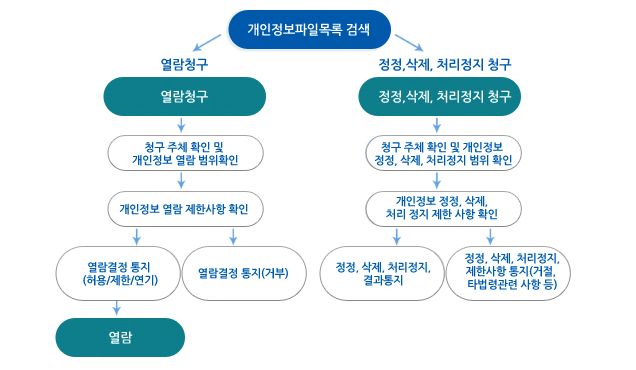 개인정보파일목록 검색
열람청구
정정,삭제, 처리정지 청구
열람청구
정정,삭제, 처리정지 청구
청구 주체 확인 및
개인정보 열람 범위확인
청구 주체 확인 및 개인정보
정정, 삭제, 처리정지 범위 확인
개인정보 열람 제한사항 확인
개인정보 정정, 삭제,
처리 정지 제한 사항 확인
열람결정 통지
(허용/제한/연기)
열람결정 통지(거부)
정정, 삭제, 처리정지,
결과통지
정정, 삭제, 처리정지,
제한사항 통지(거절,
타법령관련 사항 등)
열람